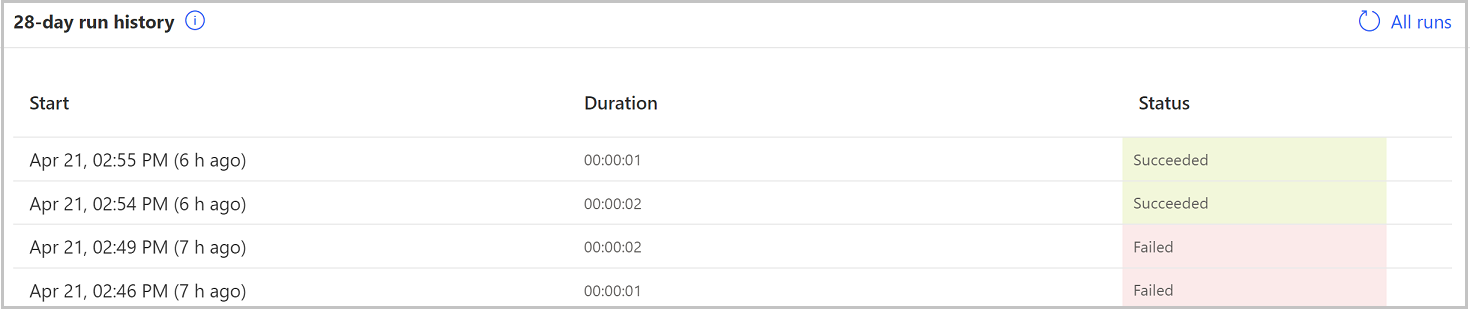 28-day run history All runs
Start Duration Status
Apr 21, 02:55 PM (6 h ago) 00:00:01 Succeeded
Apr 21, 02:54 PM (6 h ago) 00:00:02 Succeeded
Apr 21, 02:49 PM (7 h ago) 00:00:02 Failed
Apr 21, 02:46 PM (7 h ago) 00:00:01 Failed